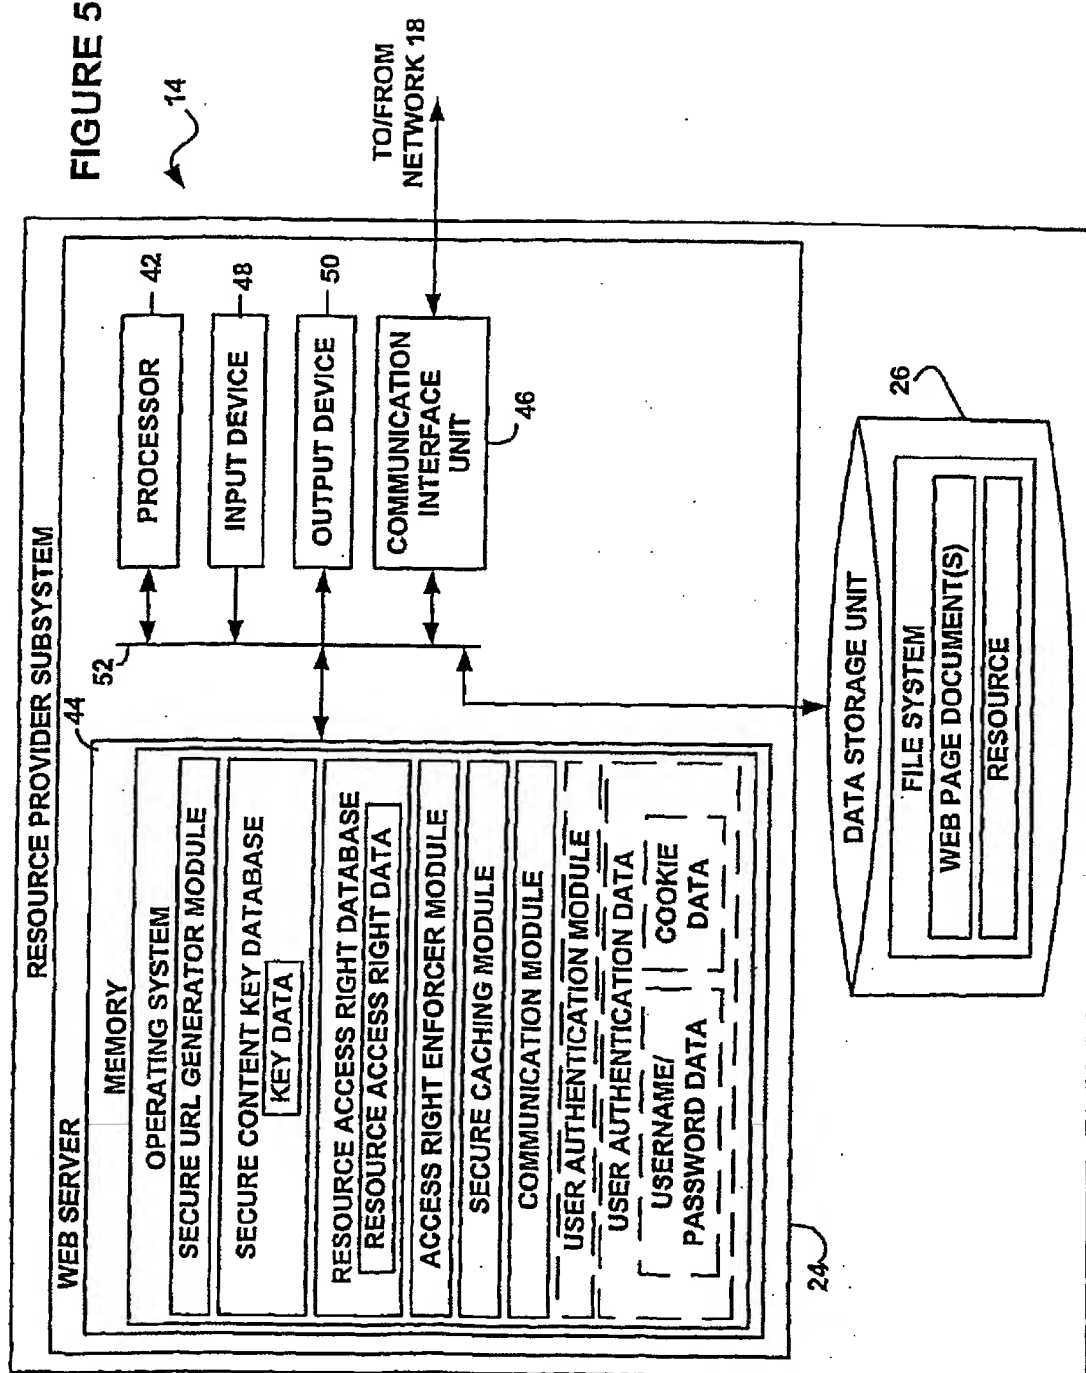 FIGURE 5
14
RESOURCE PROVIDER SUBSYSTEM
WEB SERVER
44
MEMORY
OPERATING SYSTEM
SECURE URL GENERATOR MODULE
SECURE CONTENT KEY DATABASE
KEY DATA
RESOURCE ACCESS RIGHT DATABASE
RESOURCE ACCESS RIGHT DATA
ACCESS RIGHT ENFORCER MODULE
SECURE CACHING MODULE
COMMUNICATION MODULE
USER AUTHENTICATION MODULE
USER AUTHENTICATION DATA
USERNAME/
PASSWORD DATA
COOKIE
DATA
24
52
PROCESSOR
42
INPUT DEVICE
48
OUTPUT DEVICE
50
COMMUNICATION
INTERFACE
UNIT
46
TO/FROM
NETWORK 18
DATA STORAGE UNIT
26
FILE SYSTEM
WEB PAGE DOCUMENT(S)
RESOURCE